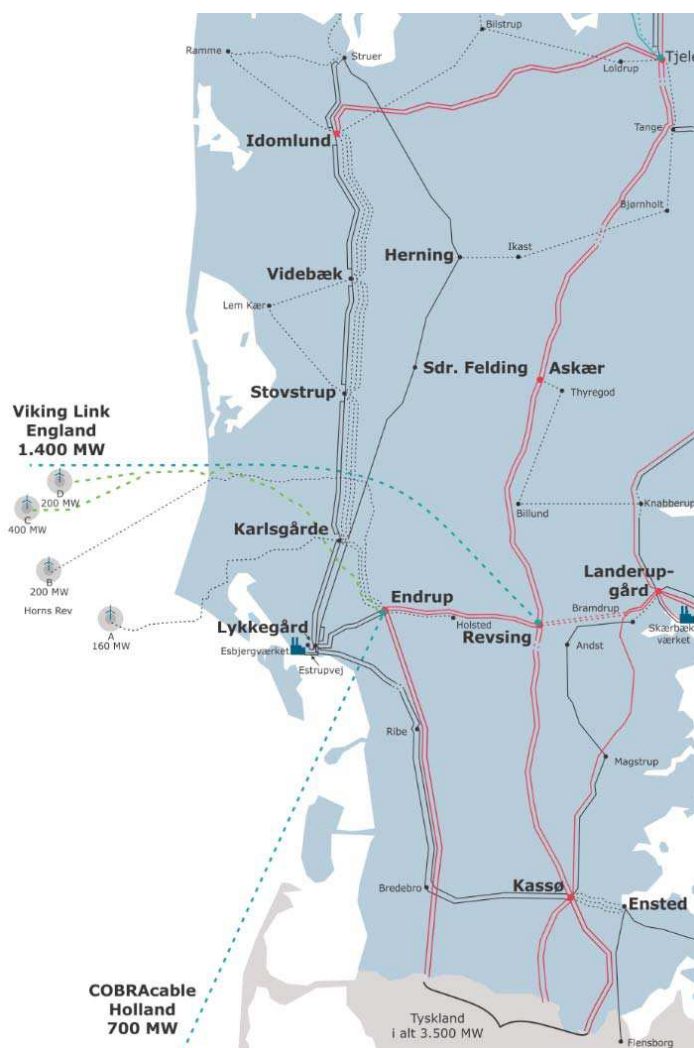 Bilstrup
Ramme
Struer
Loldrup
Tjele
Idomlund
Tange
Bjørnholt
Herning
Ikast
Videbæk
Lem Kær
Sdr. Felding
Askær
Thyregod
Stovstrup
Viking Link
England
1.400 MW
D
200 MW
C
400 MW
Billund
Knabberup
Karlsgårde
B
200 MW
Horns Rev
A
160 MW
Endrup
Holsted
Revsing
Landerup-
gård
Bramdrup
Skærbæk
værket
Lykkegård
Esbjergværket
Estrupvej
Andst
Ribe
Magstrup
Bredebro
Kassø
Ensted
COBRAcable
Holland
700 MW
Tyskland
i alt 3.500 MW
Flensborg